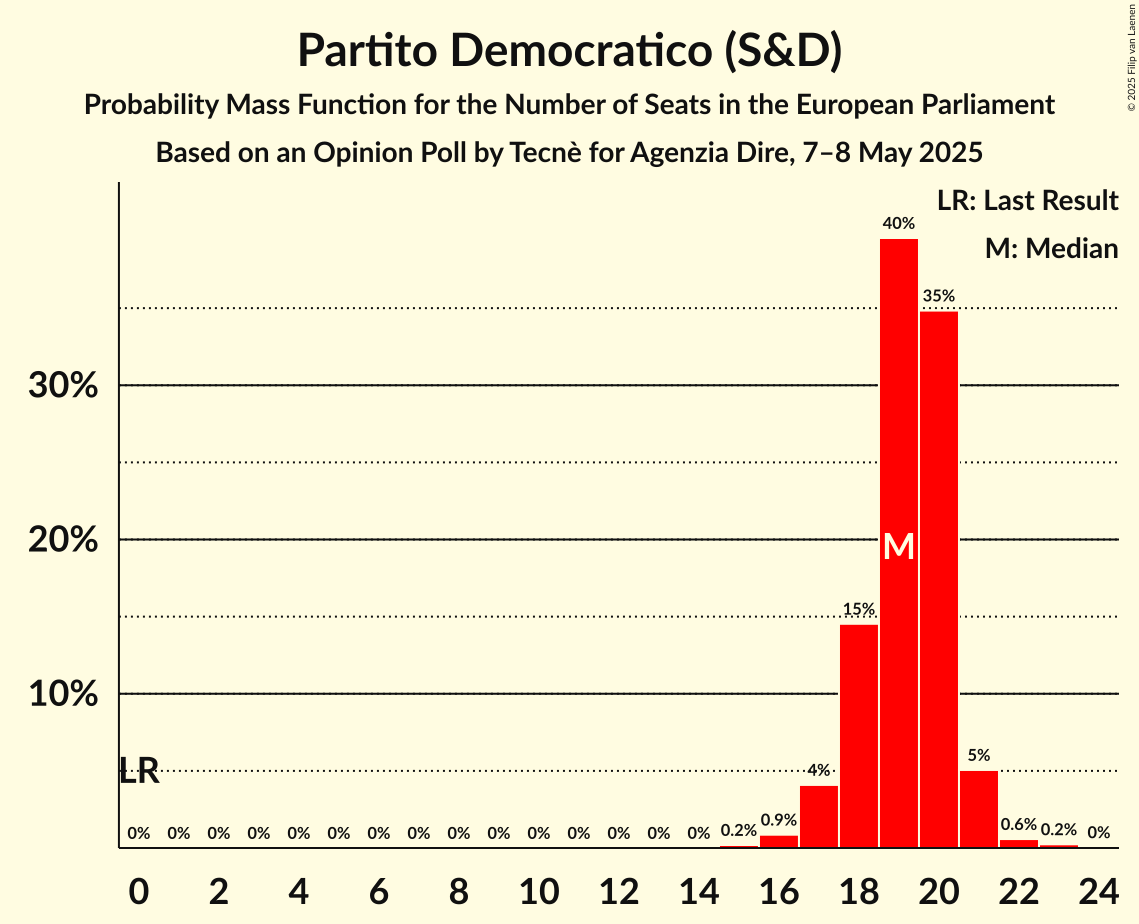 Partito Democratico (S&D)
Probability Mass Function for the Number of Seats in the European Parliament
Based on an Opinion Poll by Tecnè for Agenzia Dire, 7–8 May 2025
© 2025 Filip van Laenen
LR: Last Result
M: Median
40%
35%
30%
20%
M
15%
10%
LR
5%
4%
0% 0% 0% 0% 0% 0% 0% 0% 0% 0% 0% 0% 0% 0% 0% 0.2% 0.9% 0.6% 0.2% 0%
0 2 4 6 8 10 12 14 16 18 20 22 24